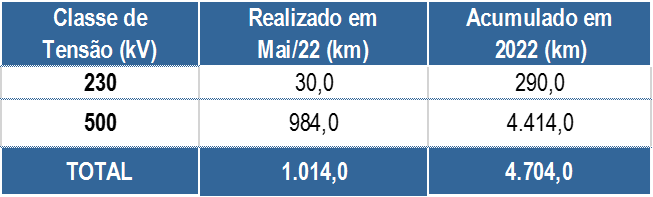 Classe de Tensão (kV) Realizado em Mai/22 (km) Acumulado em 2022 (km)
230 30,0 290,0
500 984,0 4.414,0
TOTAL 1.014,0 4.704,0